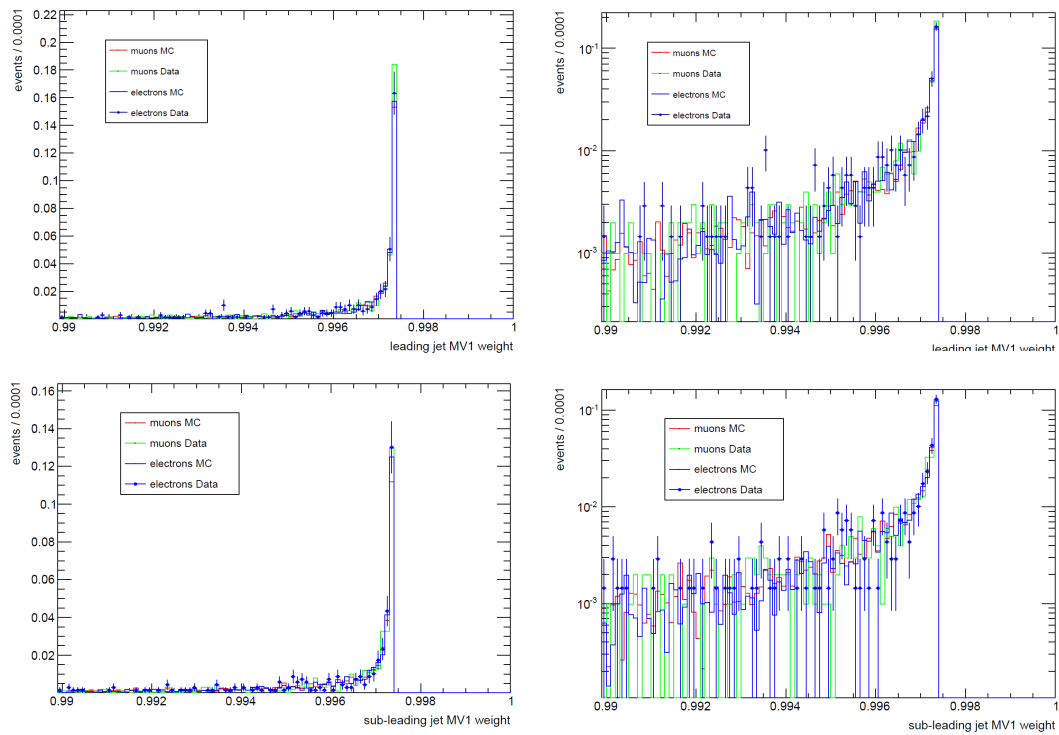 events / 0.0001
0.22
0.2
0.18
0.16
0.14
0.12
0.1
0.08
0.06
0.04
0.02
muons MC
muons Data
electrons MC
electrons Data
0.99 0.992 0.994 0.996 0.998 1
leading jet MV1 weight
events / 0.0001
10-1
10-2
10-3
muons MC
muons Data
electrons MC
electrons Data
0.99 0.992 0.994 0.996 0.998 1
leading jet MV1 weight
events / 0.0001
0.16
0.14
0.12
0.1
0.08
0.06
0.04
0.02
muons MC
muons Data
electrons MC
electrons Data
0.99 0.992 0.994 0.996 0.998 1
sub-leading jet MV1 weight
events / 0.0001
10-1
10-2
10-3
muons MC
muons Data
electrons MC
electrons Data
0.99 0.992 0.994 0.996 0.998 1
sub-leading jet MV1 weight